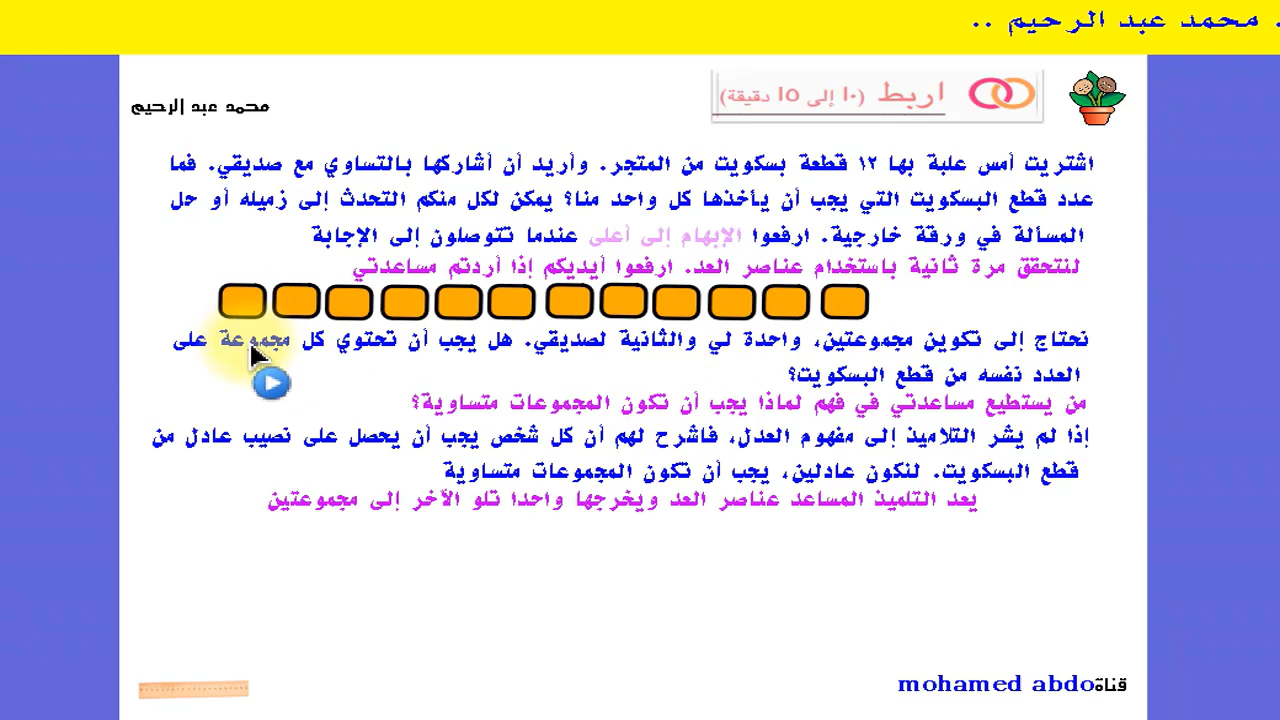 . محمد عبد الرحيم ..
اربط (١٠ إلى ١٥ دقيقة)
محمد عبد الرحيم
اشتريت أمس علبة بها ١٢ قطعة بسكويت من المتجر. وأريد أن أشاركها بالتساوي مع صديقي. فما
عدد قطع البسكويت التي يجب أن يأخذها كل واحد منا؟ يمكن لكل منكم التحدث إلى زميله أو حل
المسألة في ورقة خارجية. ارفعوا الإبهام إلى أعلى عندما تتوصلون إلى الإجابة
لنتحقق مرة ثانية باستخدام عناصر العد. ارفعوا أيديكم إذا أردتم مساعدتي
نحتاج إلى تكوين مجموعتين، واحدة لي والثانية لصديقي. هل يجب أن تحتوي كل مجموعة على
العدد نفسه من قطع البسكويت؟
من يستطيع مساعدتي في فهم لماذا يجب أن تكون المجموعات متساوية؟
إذا لم يشر التلاميذ إلى مفهوم العدل، فاشرح لهم أن كل شخص يجب أن يحصل على نصيب عادل من
قطع البسكويت. لنكون عادلين، يجب أن تكون المجموعات متساوية
يعد التلميذ المساعد عناصر العد ويخرجها واحدا تلو الآخر إلى مجموعتين
قناة mohamed abdo